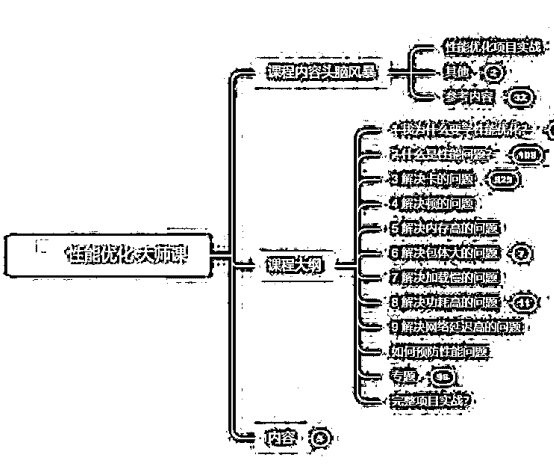 性能优化项目实战
课程内容头脑风暴
其他
参考内容
1 我为什么要学性能优化?
2 什么是性能问题
3 解决卡的问题
4 解决顿的问题
5 解决内存高的问题
性能优化大师课
6 解决包体大的问题 7
课程大纲
7 解决加载慢的问题
8 解决功耗高的问题
9 解决网络延迟高的问题
如何预防性能问题
专题
完整项目实战?
内容